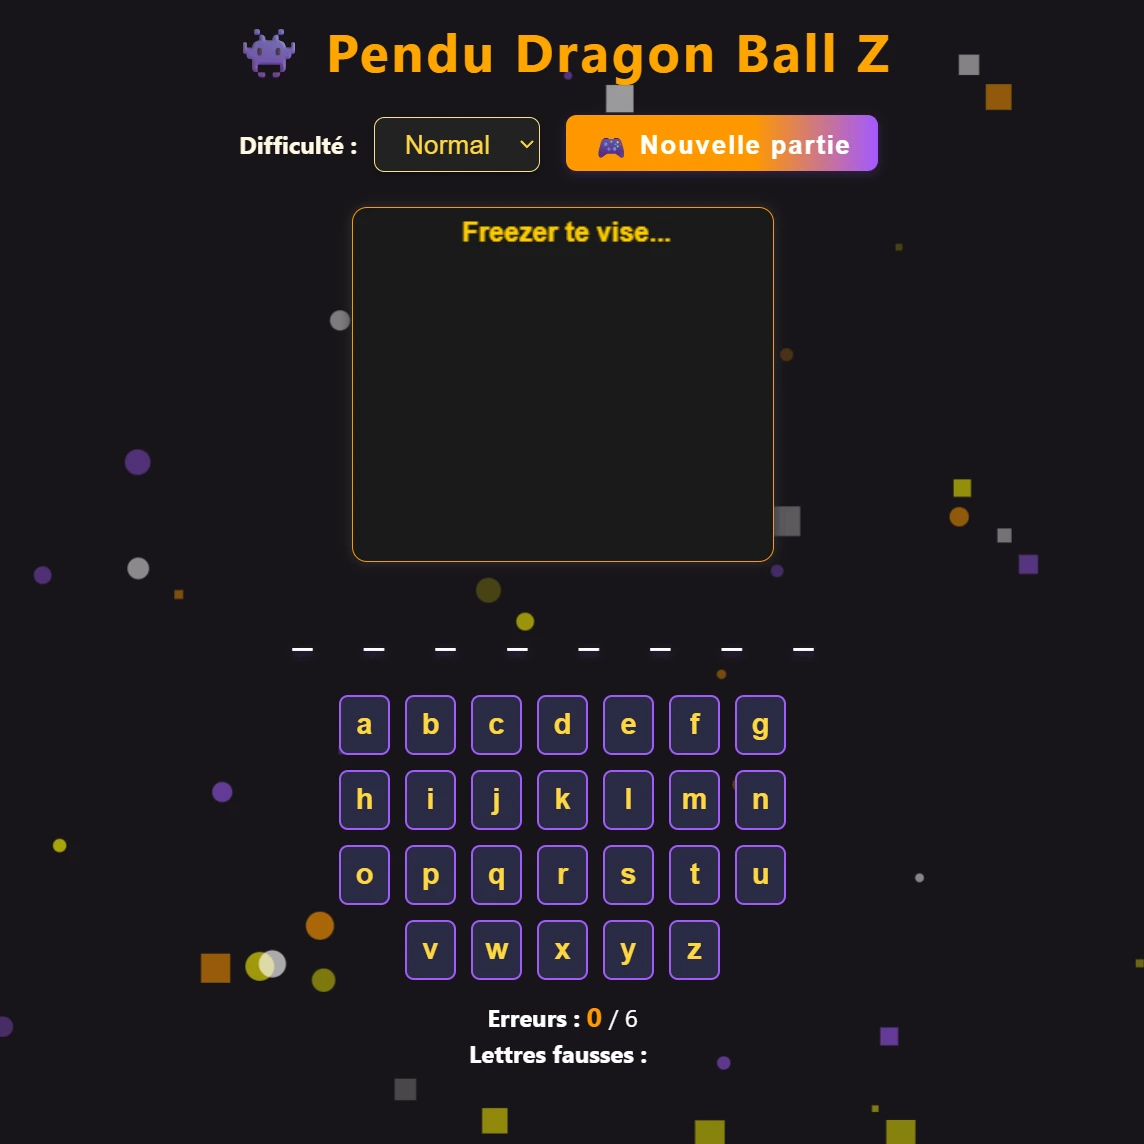 Pendu Dragon Ball Z
Difficulté : Normal Nouvelle partie
Freezer te vise...
_ _ _ _ _ _ _ _
a b c d e f g
h i j k l m n
o p q r s t u
v w x y z
Erreurs : 0 / 6
Lettres fausses :